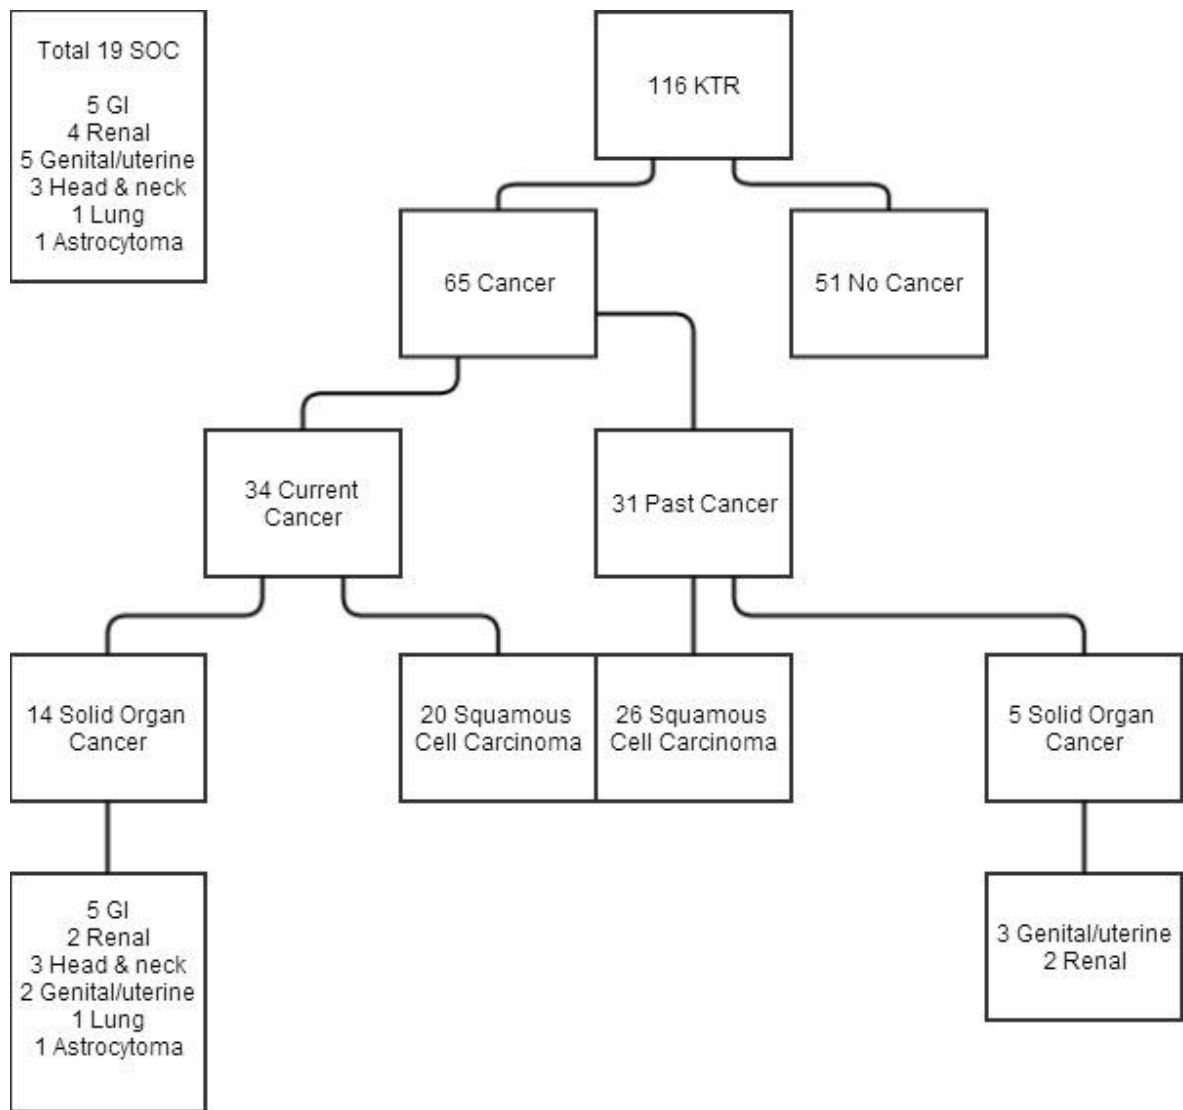 Total 19 SOC
5 GI
4 Renal
5 Genital/uterine
3 Head & neck
1 Lung
1 Astrocytoma
116 KTR
65 Cancer
51 No Cancer
34 Current
Cancer
31 Past Cancer
14 Solid Organ
Cancer
20 Squamous
Cell Carcinoma
26 Squamous
Cell Carcinoma
5 Solid Organ
Cancer
5 GI
2 Renal
3 Head & neck
2 Genital/uterine
1 Lung
1 Astrocytoma
3 Genital/uterine
2 Renal